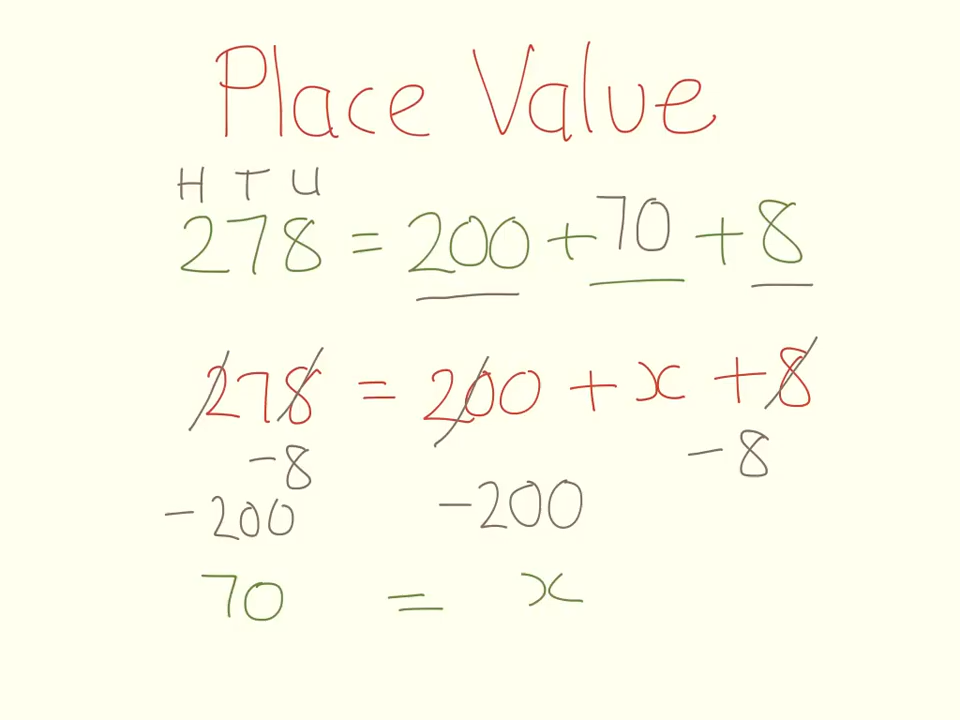 Place Value
H T U
278 = 200 + 70 + 8
278 = 200 + x + 8
-8 -8
-200 -200
70 = x